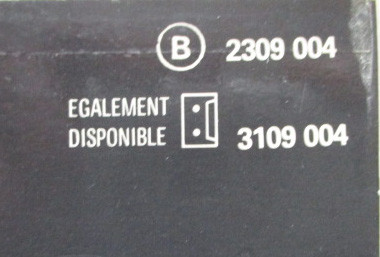 B 2309 004
EGALEMENT
DISPONIBLE 3109 004